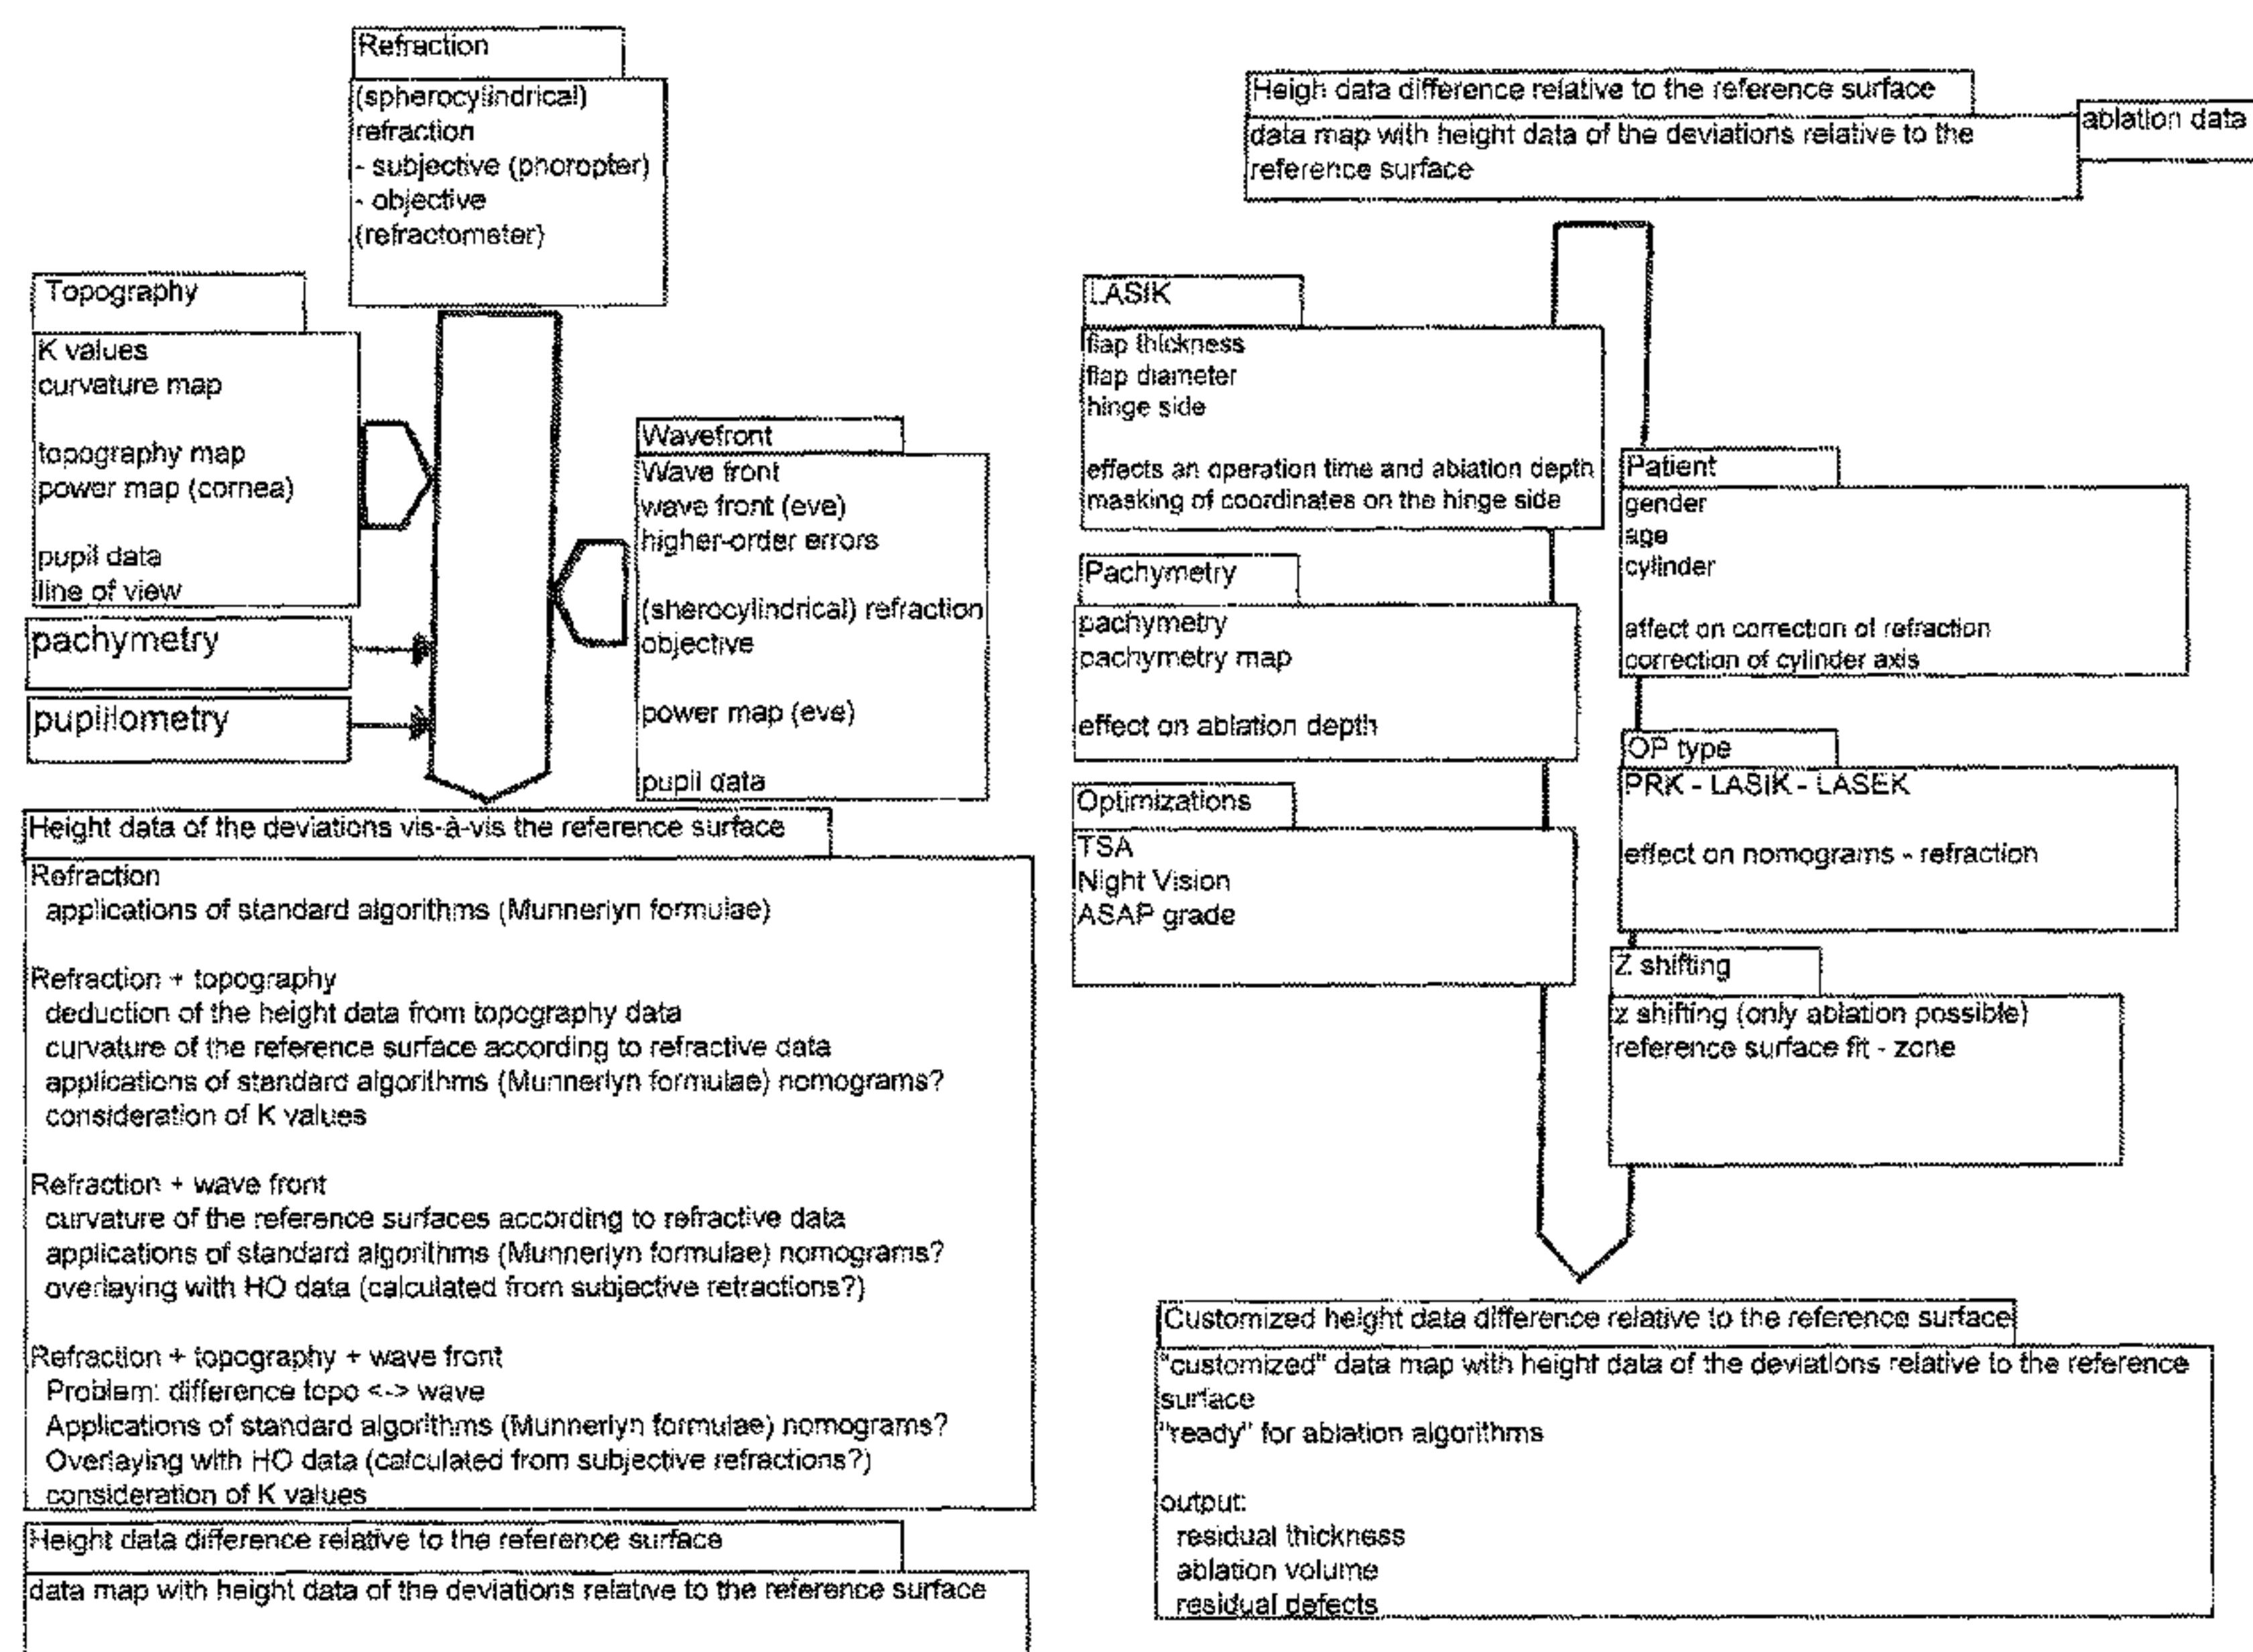 Refraction
(spherocylindrical)
refraction
- subjective (phoropter)
- objective
(refractometer)
Topography
K values
curvature map
topography map
power map (cornea)
pupil data
line of view
pachymetry
pupillometry
Wavefront
Wave front
wave front (eve)
higher-order errors
(sherocylindrical) refraction
objective
power map (eve)
pupil data
Height data of the deviations vis-à-vis the reference surface
Refraction
applications of standard algorithms (Munnerlyn formulae)
Refraction + topography
deduction of the height data from topography data
curvature of the reference surface according to refractive data
applications of standard algorithms (Munnerlyn formulae) nomograms?
consideration of K values
Refraction + wave front
curvature of the reference surfaces according to refractive data
applications of standard algorithms (Munnerlyn formulae) nomograms?
overlaying with HO data (calculated from subjective retractions?)
Refraction + topography + wave front
Problem: difference topo <-> wave
Applications of standard algorithms (Munnerlyn formulae) nomograms?
Overlaying with HO data (calculated from subjective refractions?)
consideration of K values
Height data difference relative to the reference surface
data map with height data of the deviations relative to the reference surface
Heigh data difference relative to the reference surface
data map with height data of the deviations relative to the
reference surface
ablation data
LASIK
flap thickness
flap diameter
hinge side
effects an operation time and ablation depth
masking of coordinates on the hinge side
Pachymetry
pachymetry
pachymetry map
effect on ablation depth
Optimizations
TSA
Night Vision
ASAP grade
Patient
gender
age
cylinder
affect on correction of refraction
correction of cylinder axis
OP type
PRK - LASIK - LASEK
effect on nomograms - refraction
Z shifting
z shifting (only ablation possible)
reference surface fit - zone
Customized height data difference relative to the reference surface
"customized" data map with height data of the deviations relative to the reference
surface
"ready" for ablation algorithms
output:
residual thickness
ablation volume
residual defects